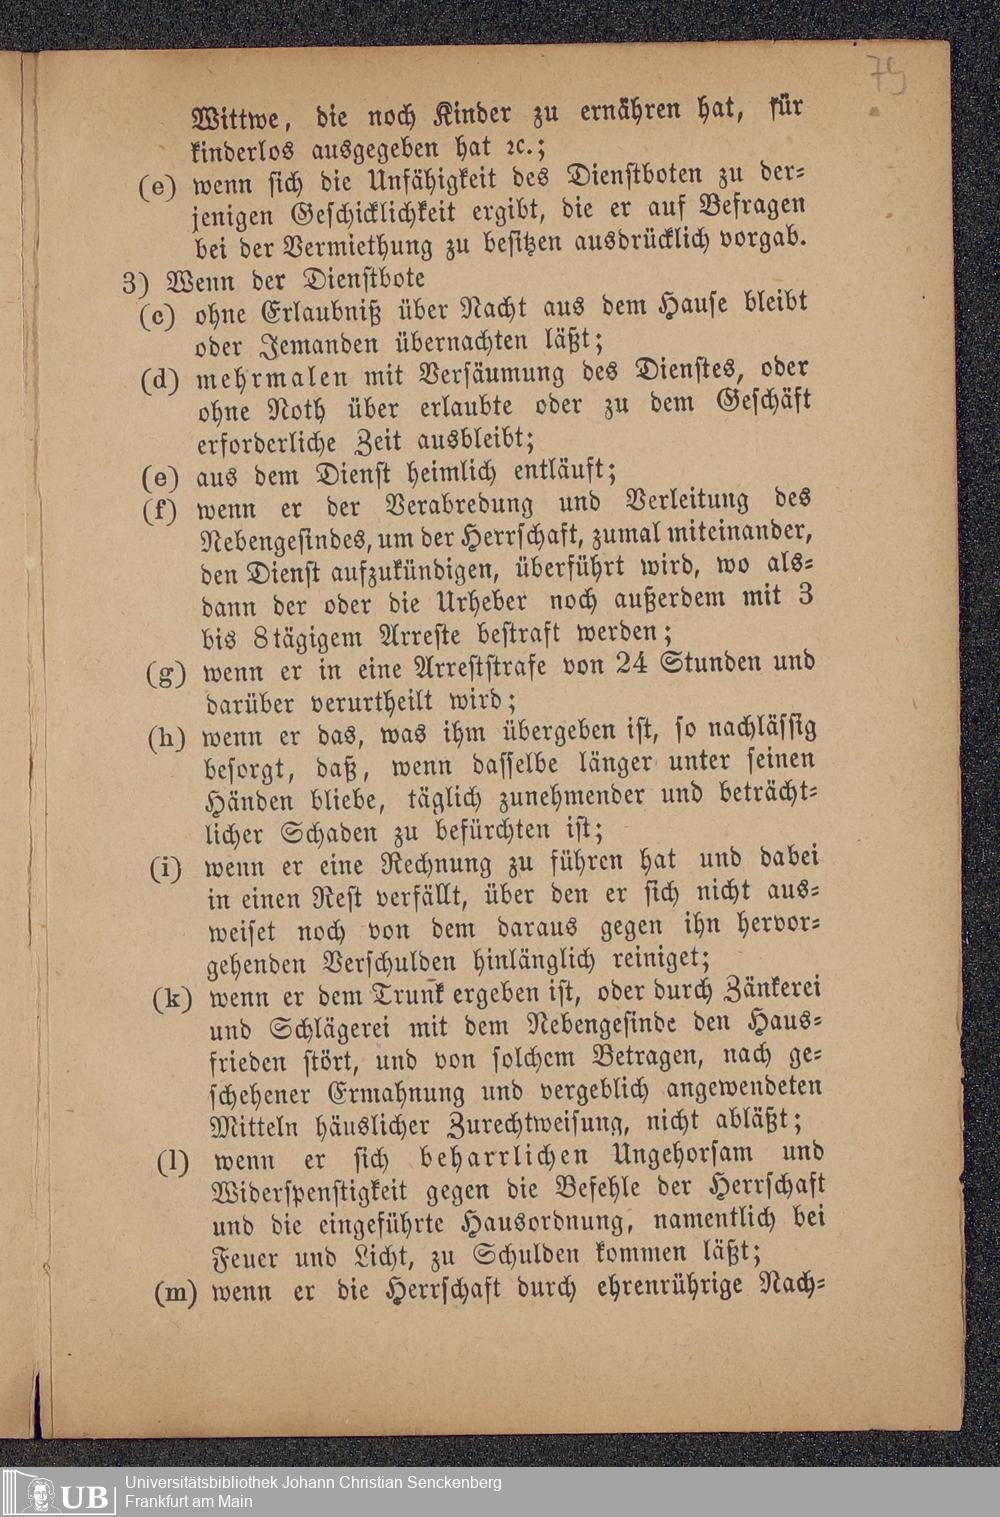 79
Wittwe, die noch Kinder zu ernähren hat, für
kinderlos ausgegeben hat ꝛc.;
(e) wenn sich die Unfähigkeit des Dienstboten zu der-
jenigen Geschicklichkeit ergibt, die er auf Befragen
bei der Vermiethung zu besitzen ausdrücklich vorgab.
3) Wenn der Dienstbote
(c) ohne Erlaubniß über Nacht aus dem Hause bleibt
oder Jemanden übernachten läßt;
(d) mehrmalen mit Versäumung des Dienstes, oder
ohne Noth über erlaubte oder zu dem Geschäft
erforderliche Zeit ausbleibt;
(e) aus dem Dienst heimlich entläuft;
(f) wenn er der Verabredung und Verleitung des
Nebengesindes, um der Herrschaft, zumal miteinander,
den Dienst aufzukündigen, überführt wird, wo als-
dann der oder die Urheber noch außerdem mit 3
bis 8tägigem Arreste bestraft werden;
(g) wenn er in eine Arreststrafe von 24 Stunden und
darüber verurtheilt wird;
(h) wenn er das, was ihm übergeben ist, so nachlässig
besorgt, daß, wenn dasselbe länger unter seinen
Händen bliebe, täglich zunehmender und beträcht-
licher Schaden zu befürchten ist;
(i) wenn er eine Rechnung zu führen hat und dabei
in einen Rest verfällt, über den er sich nicht aus-
weiset noch von dem daraus gegen ihn hervor-
gehenden Verschulden hinlänglich reiniget;
(k) wenn er dem Trunk ergeben ist, oder durch Zänkerei
und Schlägerei mit dem Nebengesinde den Haus-
frieden stört, und von solchem Betragen, nach ge-
schehener Ermahnung und vergeblich angewendeten
Mitteln häuslicher Zurechtweisung, nicht abläßt;
(l) wenn er sich beharrlichen Ungehorsam und
Widerspenstigkeit gegen die Befehle der Herrschaft
und die eingeführte Hausordnung, namentlich bei
Feuer und Licht, zu Schulden kommen läßt;
(m) wenn er die Herrschaft durch ehrenrührige Nach-
UB
Universitätsbibliothek Johann Christian Senckenberg
Frankfurt am Main